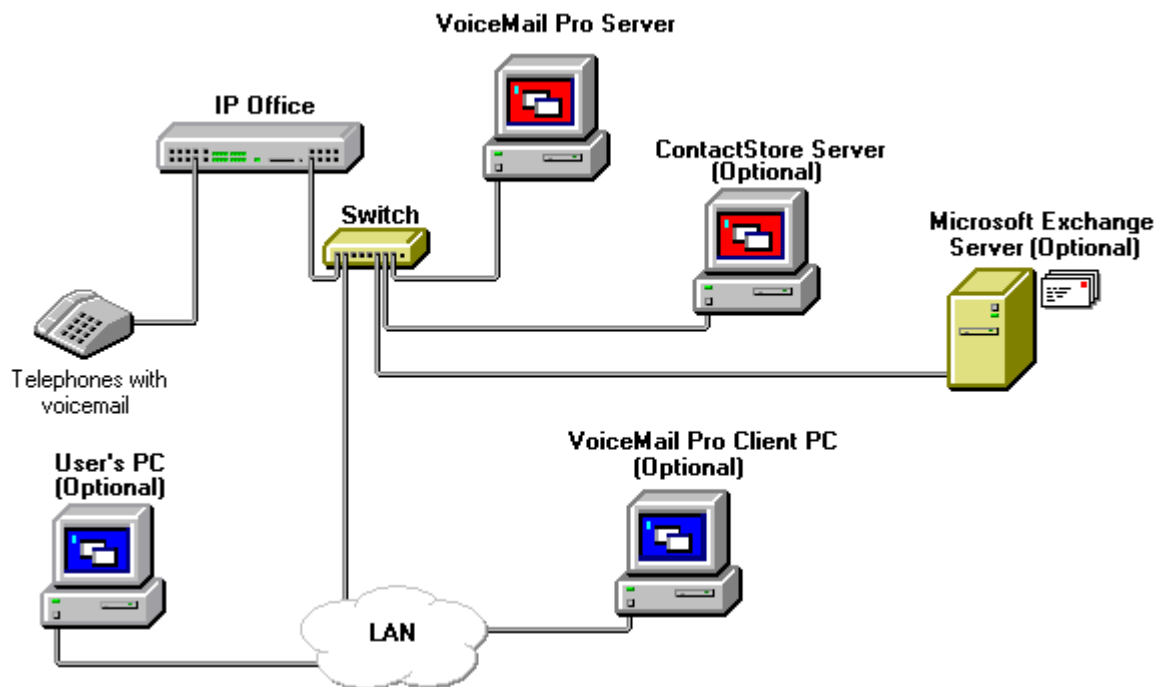 VoiceMail Pro Server
IP Office
ContactStore Server
(Optional)
Switch
Microsoft Exchange
Server (Optional)
Telephones with
voicemail
VoiceMail Pro Client PC
(Optional)
User's PC
(Optional)
LAN